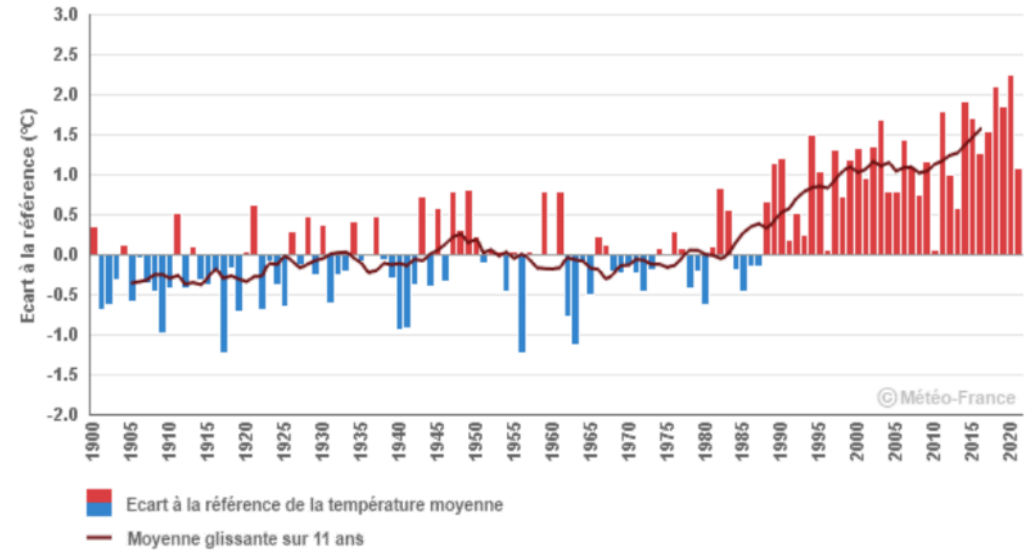 3.0
2.5
2.0
1.5
1.0
0.5
0.0
-0.5
-1.0
-1.5
-2.0
Ecart à la référence (°C)
© Météo-France
1900 1905 1910 1915 1920 1925 1930 1935 1940 1945 1950 1955 1960 1965 1970 1975 1980 1985 1990 1995 2000 2005 2010 2015 2020
Ecart à la référence de la température moyenne
Moyenne glissante sur 11 ans